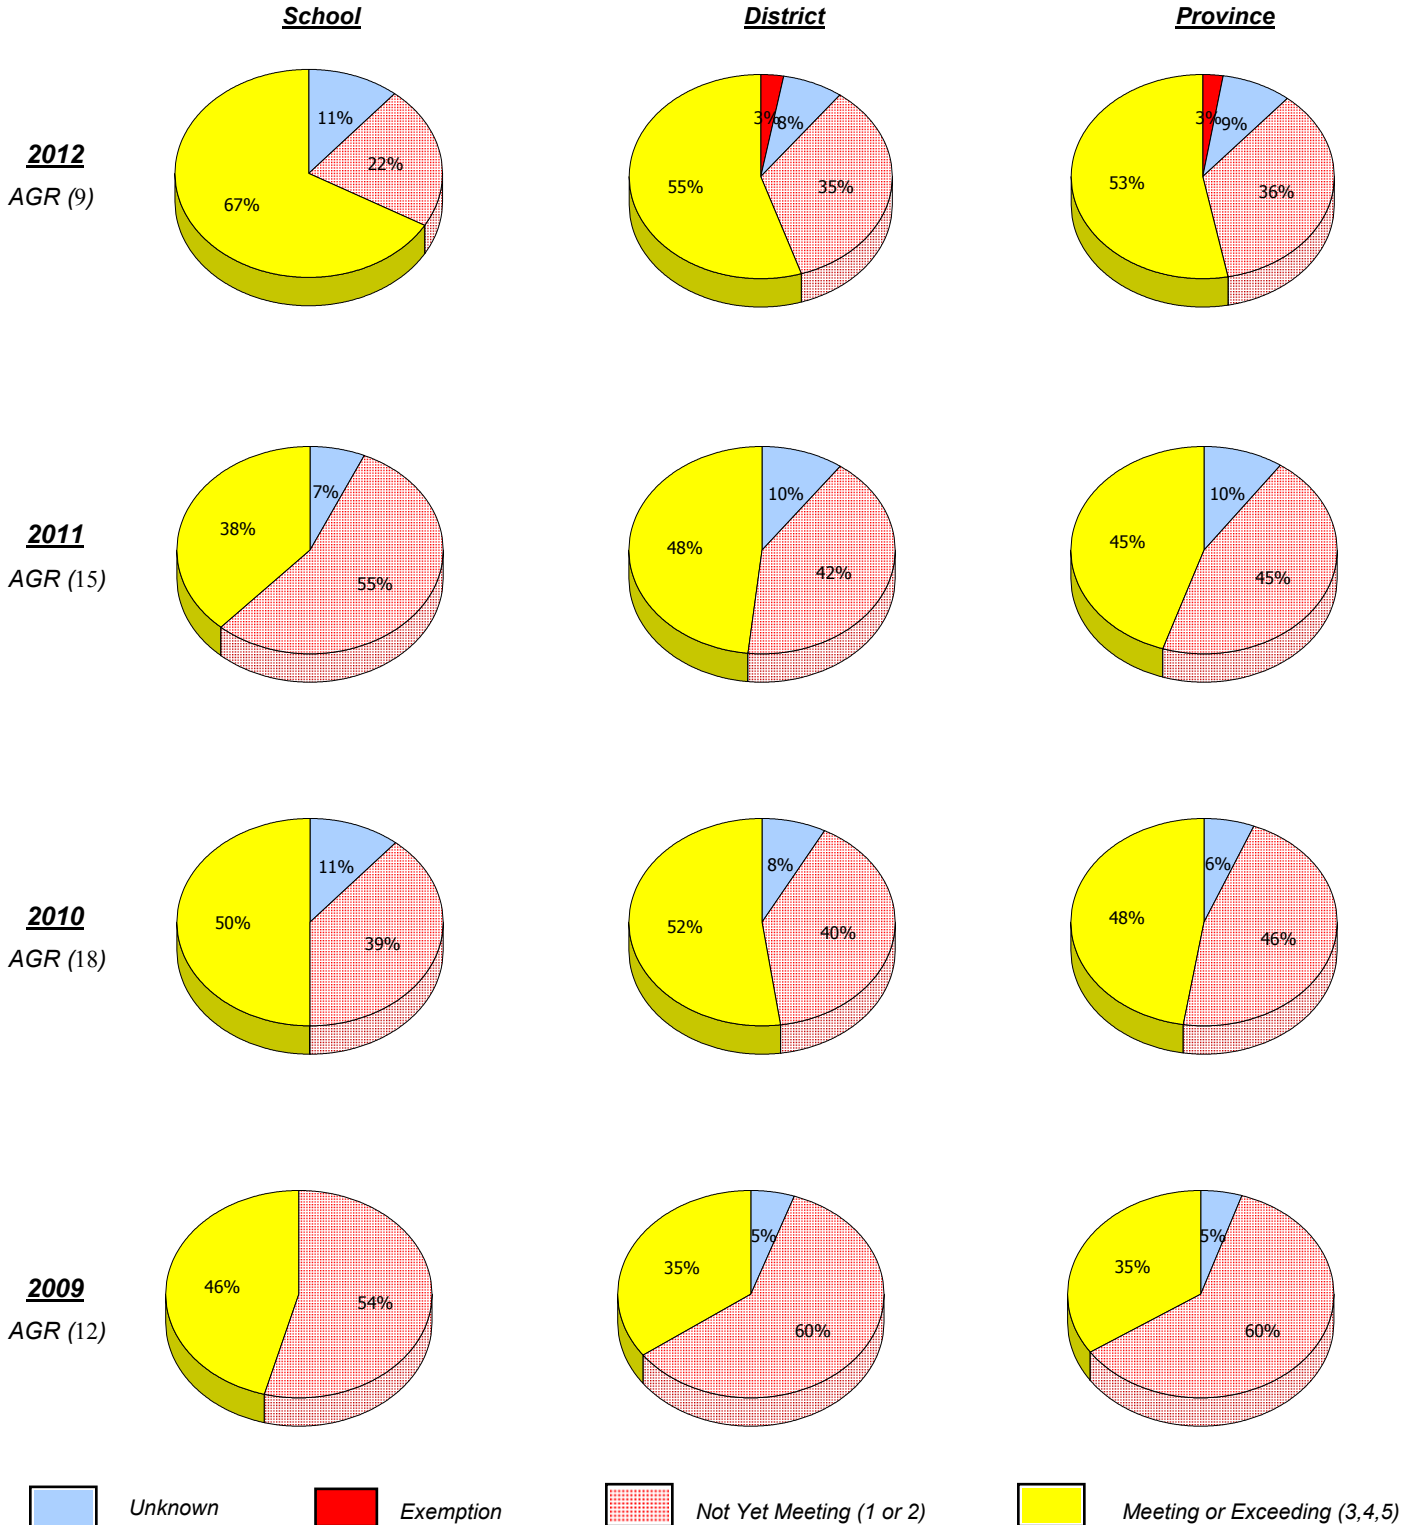 School District Province
11% 3% 8% 3% 9%
2012
AGR (9)
22% 35% 36%
67% 55% 53%
7% 10% 10%
2011
AGR (15)
38% 48% 45%
55% 42% 45%
11% 8% 6%
2010
AGR (18)
50% 52% 48%
39% 40% 46%
5% 5%
2009
AGR (12)
46% 35% 35%
54% 60% 60%
Unknown Exemption Not Yet Meeting (1 or 2) Meeting or Exceeding (3,4,5)